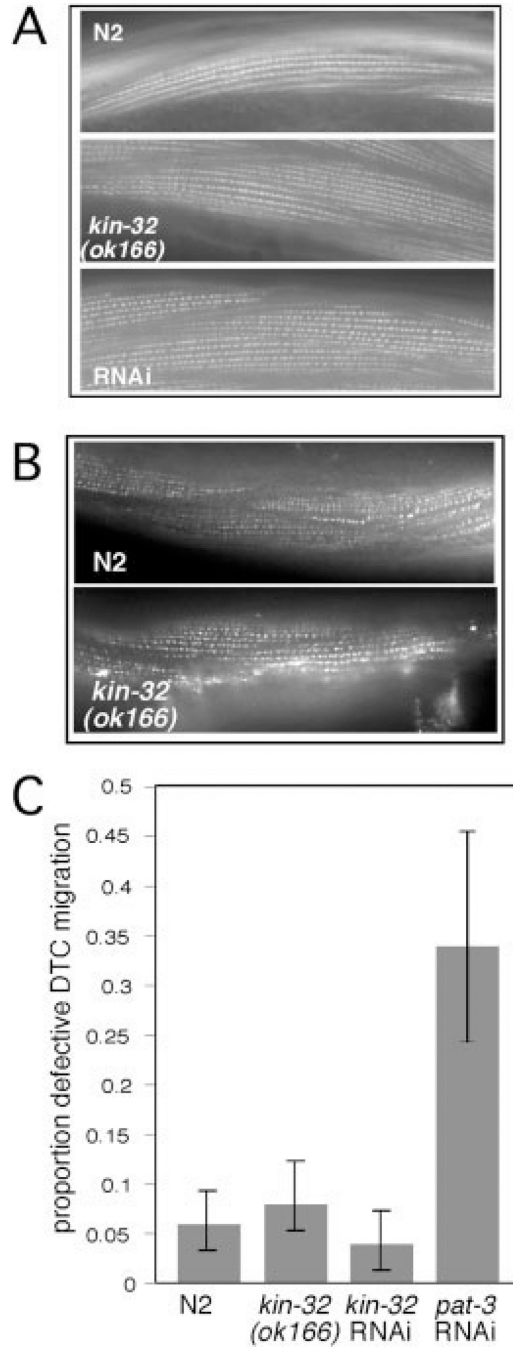 A
N2
kin-32
(ok166)
RNAi
B
N2
kin-32
(ok166)
C
proportion defective DTC migration
0.5
0.45
0.4
0.35
0.3
0.25
0.2
0.15
0.1
0.05
0
N2
kin-32
(ok166)
kin-32
RNAi
pat-3
RNAi